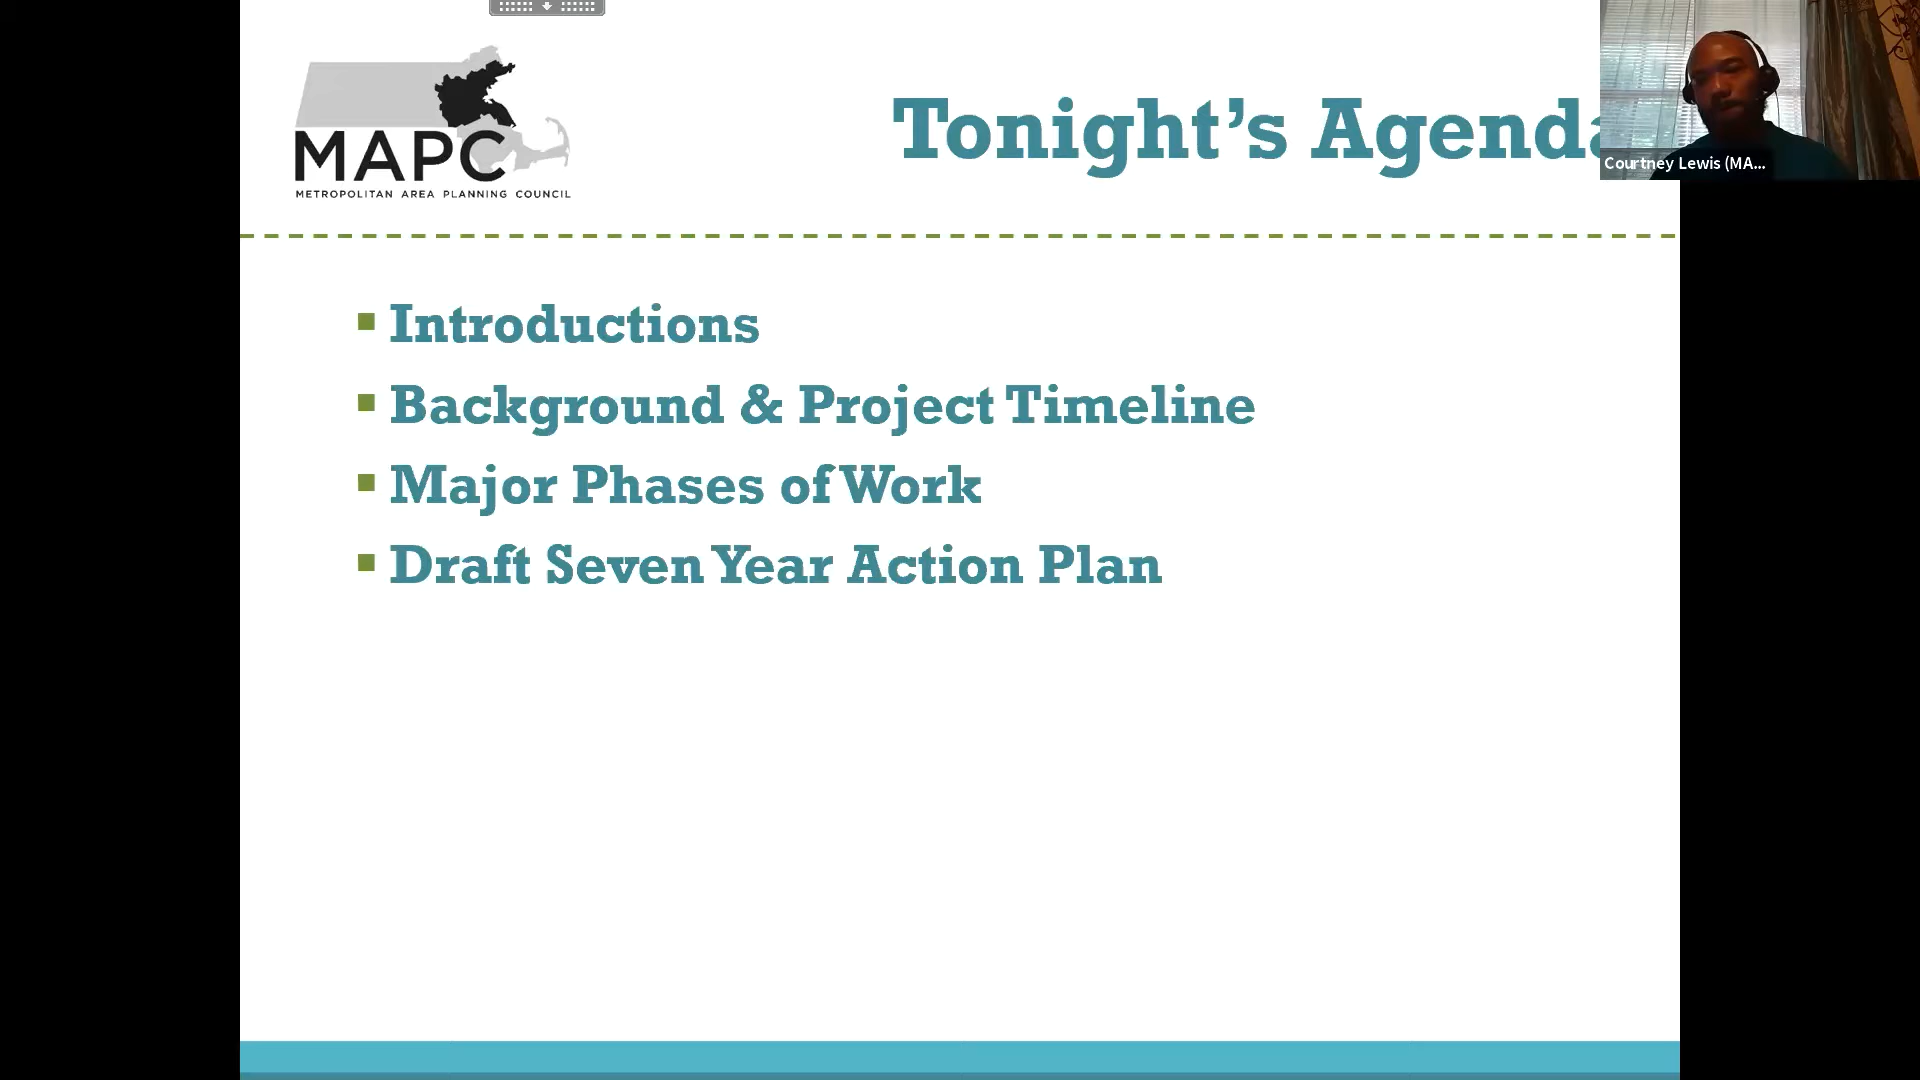 MAPC
METROPOLITAN AREA PLANNING COUNCIL
Tonight’s Agenda
Courtney Lewis (MA...
Introductions
Background & Project Timeline
Major Phases of Work
Draft Seven Year Action Plan